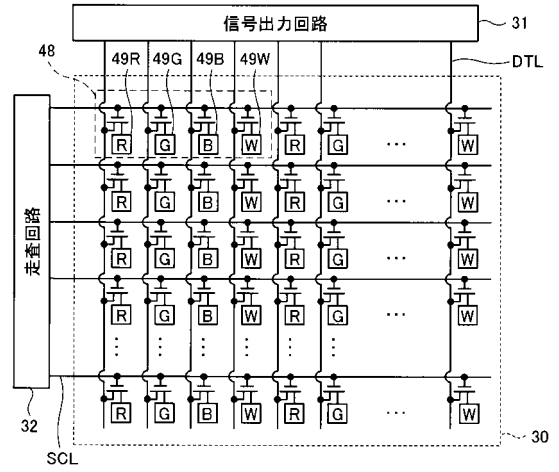 信号出力回路
31
48
49R 49G 49B 49W
DTL
R G B W R G ... W
R G B W R G ... W
R G B W R G ... W
R G B W R G ... W
R G B W R G ... W
走査回路
32
SCL
30